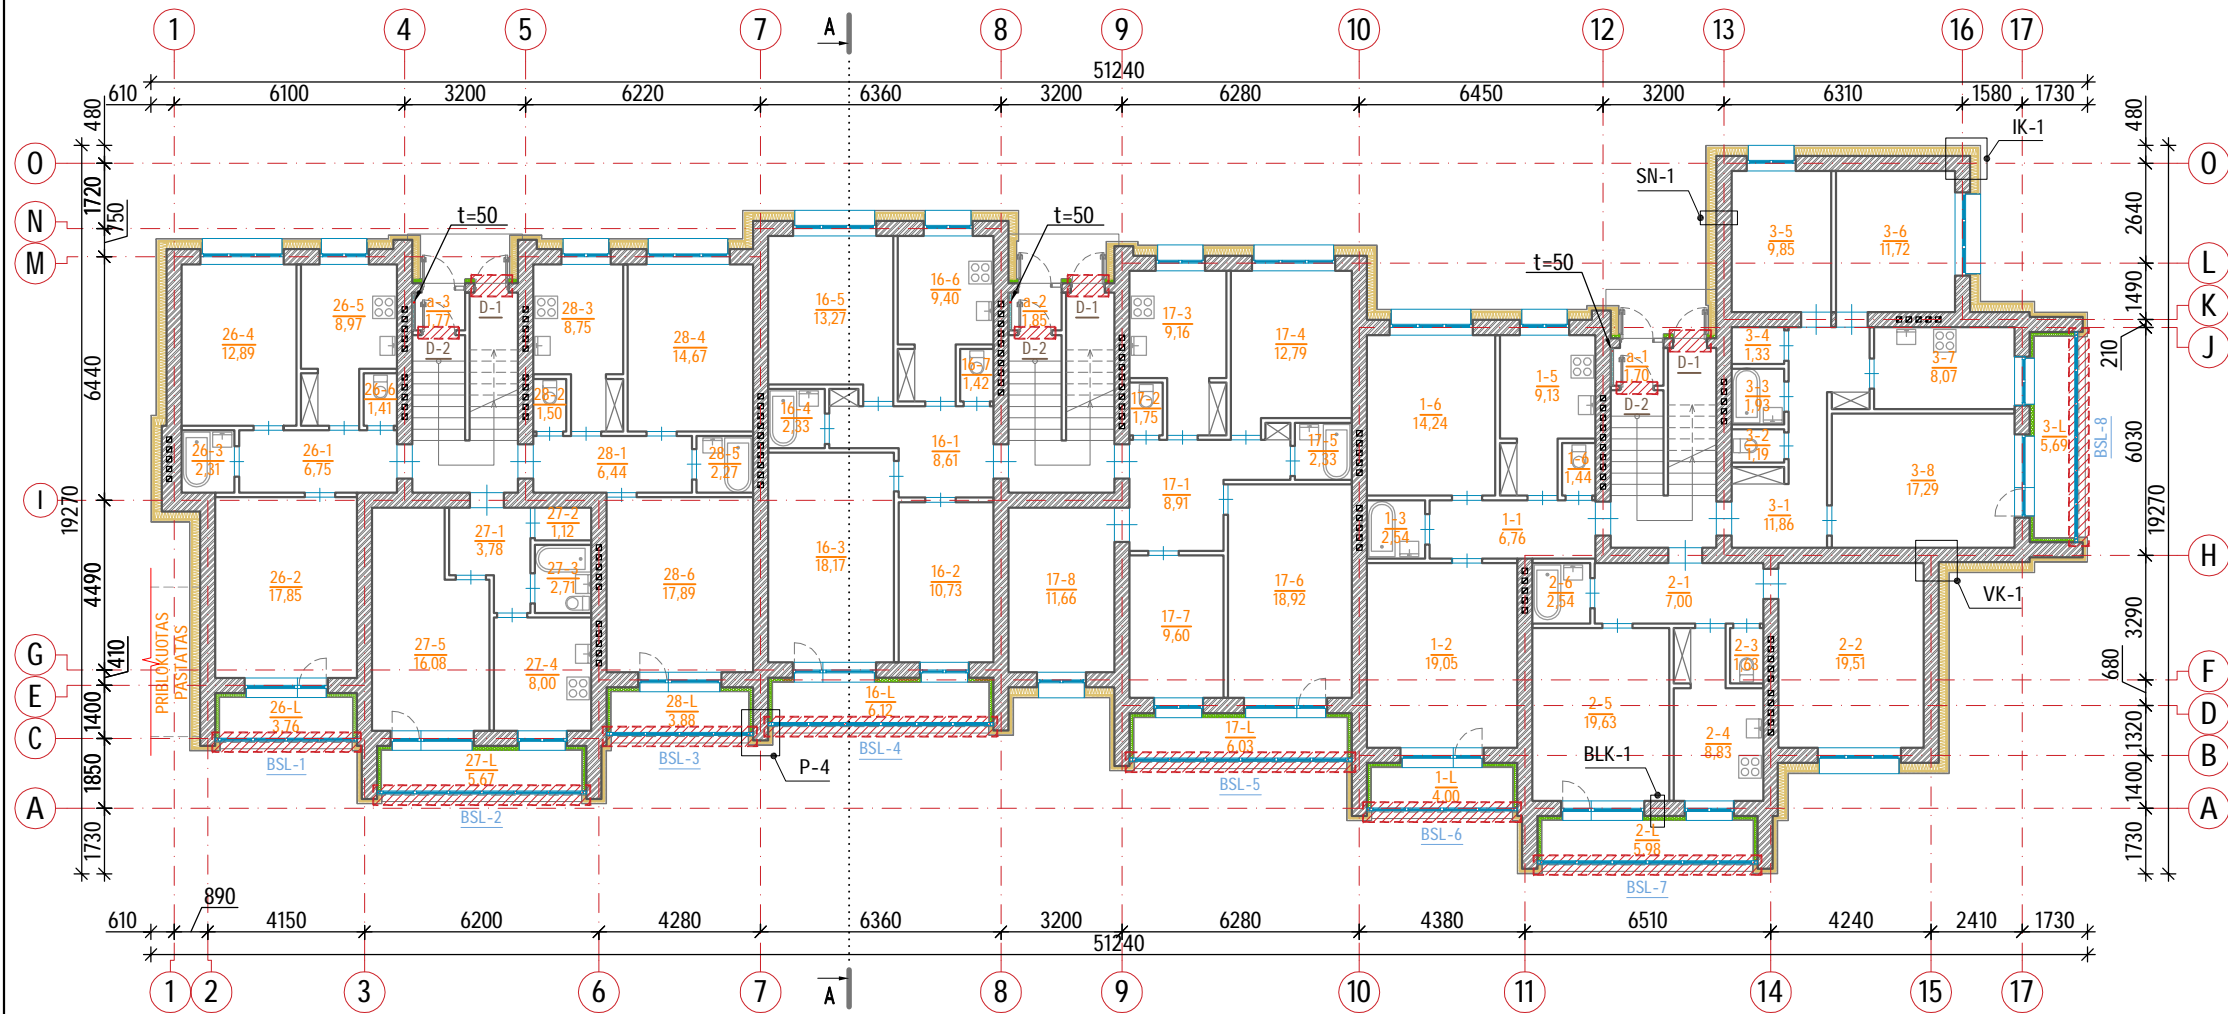 1 4 5 7 A 8 9 10 12 13 16 17
51240
610 6100 3200 6220 6360 3200 6280 6450 3200 6310 1580 1730
480 1720 750 6440 19270 4490 410 1400 1850 1730
O N M I G E C A
480 2640 1490 210 6030 19270 3290 680 1320 1400 1730
O L K J H F D B A
IK-1
SN-1
t=50
t=50
t=50
VK-1
BLK-1
P-4
PRIBLOKUOTAS
PASTATAS
26-4
12,89
26-5
8,97
26-6
1,41
26-3
2,31
26-1
6,75
26-2
17,85
26-L
3,76
BSL-1
a-3
1,77
D-1
D-2
28-3
8,75
28-4
14,67
28-2
1,50
28-1
6,44
28-5
2,27
28-6
17,89
28-L
3,88
BSL-3
27-1
3,78
27-2
1,12
27-3
2,71
27-5
16,08
27-4
8,00
27-L
5,67
BSL-2
16-5
13,27
16-6
9,40
16-7
1,42
16-4
2,33
16-1
8,61
16-3
18,17
16-2
10,73
16-L
6,12
BSL-4
a-2
1,85
D-1
D-2
17-3
9,16
17-4
12,79
17-2
1,75
17-5
2,33
17-1
8,91
17-8
11,66
17-7
9,60
17-6
18,92
17-L
6,03
BSL-5
1-6
14,24
1-5
9,13
1-6
1,44
1-3
2,54
1-1
6,76
1-2
19,05
1-L
4,00
BSL-6
a-1
1,70
D-1
D-2
3-5
9,85
3-6
11,72
3-4
1,33
3-3
1,93
3-2
1,19
3-7
8,07
3-8
17,29
3-1
11,86
3-L
5,69
BSL-8
2-6
2,54
2-1
7,00
2-3
1,68
2-2
19,51
2-5
19,63
2-4
8,83
2-L
5,98
BSL-7
890
610 4150 6200 4280 6360 3200 6280 4380 6510 4240 2410 1730
51240
1 2 3 6 7 A 8 9 10 11 14 15 17